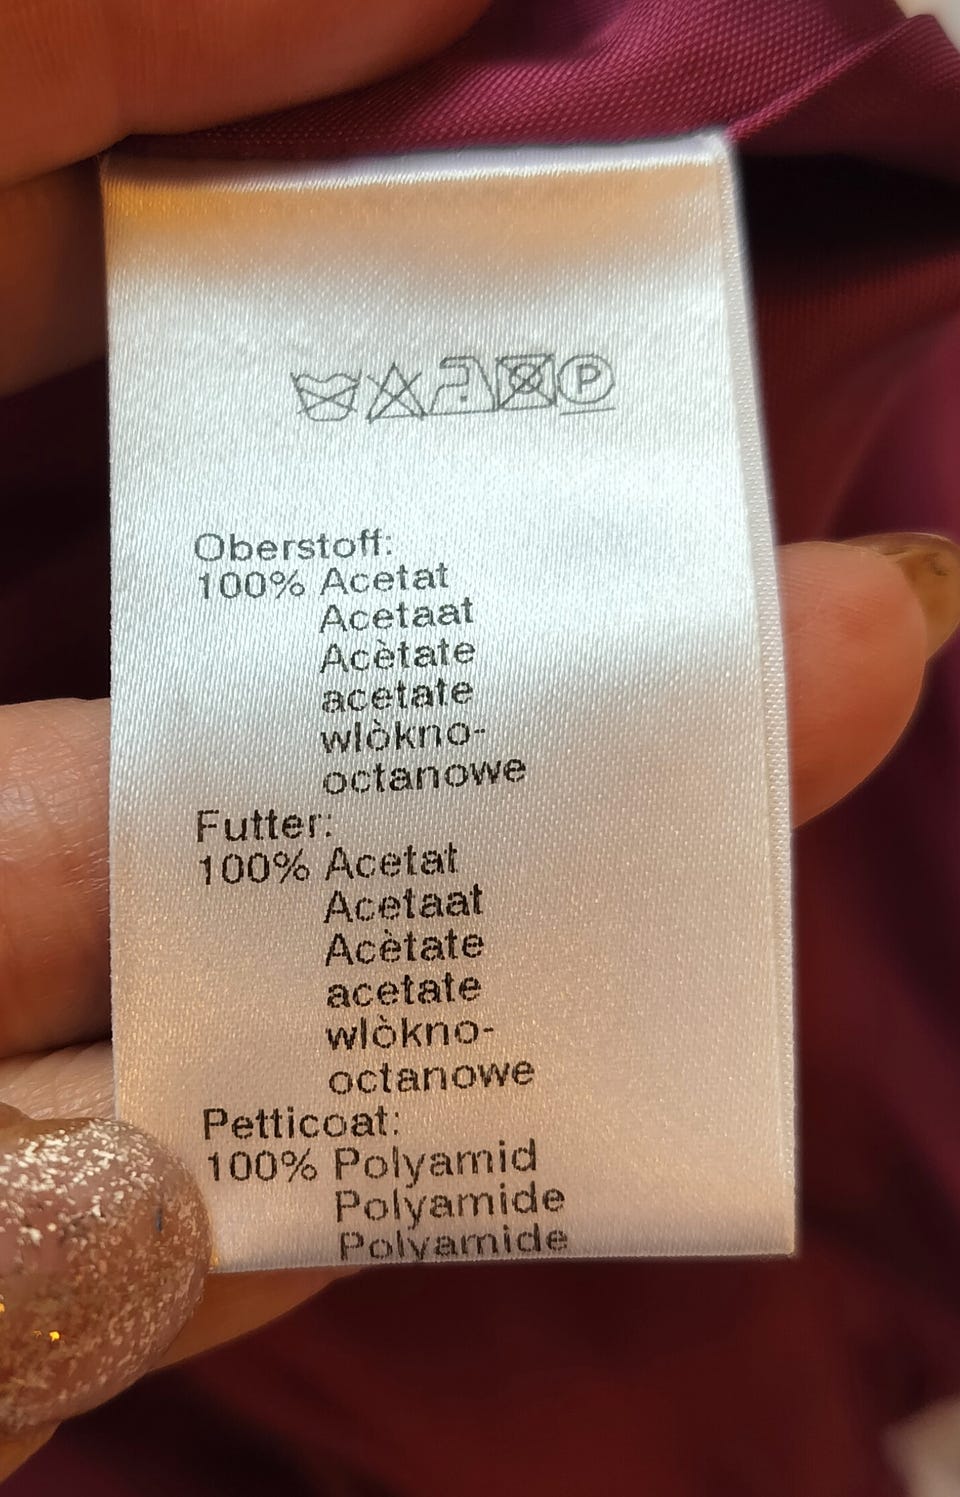 P
Oberstoff:
100% Acetat
Acetaat
Acètate
acetate
wlòkno-
octanowe
Futter:
100% Acetat
Acetaat
Acètate
acetate
wlòkno-
octanowe
Petticoat:
100% Polyamid
Polyamide
Polyamide